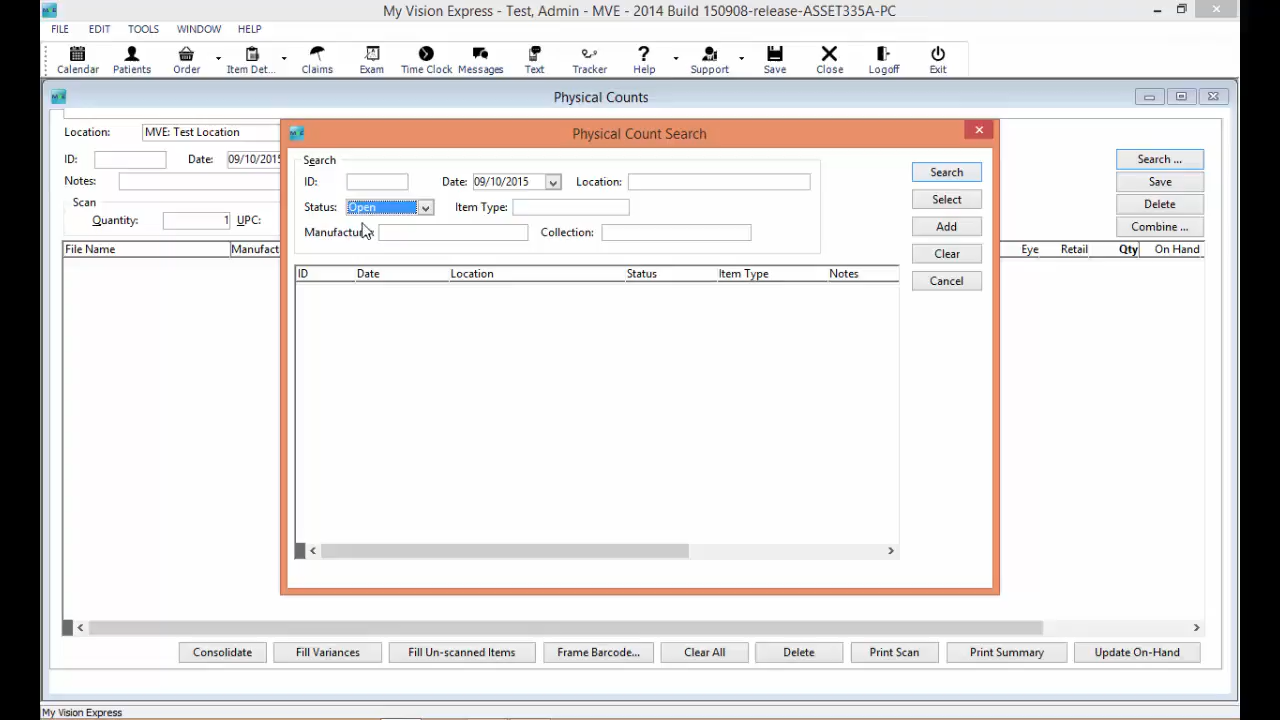 My Vision Express - Test, Admin - MVE - 2014 Build 150908-release-ASSET335A-PC
FILE EDIT TOOLS WINDOW HELP
Calendar Patients Order Item Det... Claims Exam Time Clock Messages Text Tracker Help Support Save Close Logoff Exit
Physical Counts
Location: MVE: Test Location
ID: Date: 09/10/2015
Notes:
Scan
Quantity: 1 UPC:
File Name Manufact
Physical Count Search
Search
ID: Date: 09/10/2015 Location:
Status: Open Item Type:
Manufacturer: Collection:
ID Date Location Status Item Type Notes
Search
Select
Add
Clear
Cancel
Search ...
Save
Delete
Combine ...
Eye Retail Qty On Hand
Consolidate Fill Variances Fill Un-scanned Items Frame Barcode... Clear All Delete Print Scan Print Summary Update On-Hand
My Vision Express